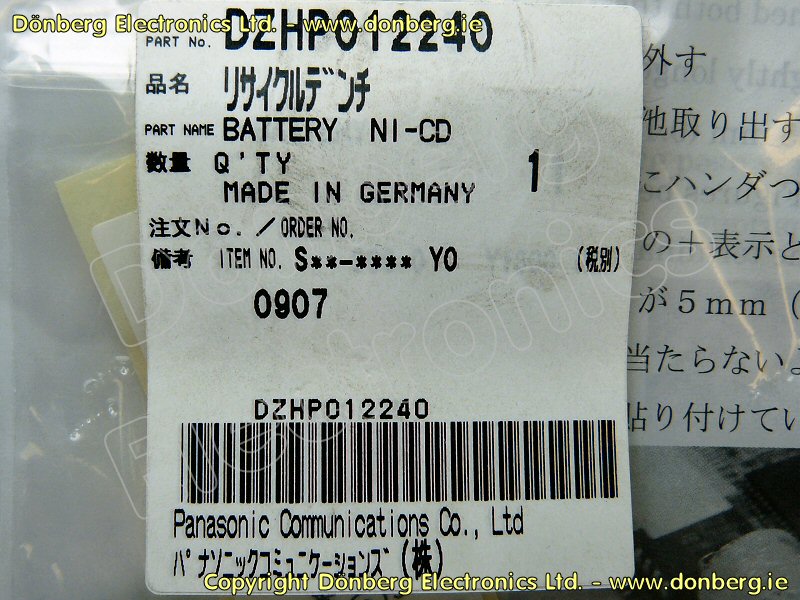 Dönberg Electronics Ltd. - www.donberg.ie
PART No. DZHP012240
品名 リサイクルデンチ
PART NAME BATTERY NI-CD
数量 Q'TY 1
MADE IN GERMANY
注文No. / ORDER NO.
備考 ITEM NO. S**-**** Y0 (税別)
0907
DZHP012240
Panasonic Communications Co., Ltd
パナソニックコミュニケーションズ (株)
外す
池取り出す
こハンダつ
の+表示と
が5mm(
当たらないよ
貼り付けてい
Dönberg
Electronics
Copyright Dönberg Electronics Ltd. - www.donberg.ie